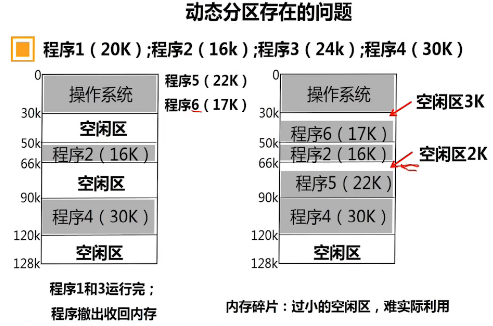 动态分区存在的问题
程序1（20K）;程序2（16k）;程序3（24k）;程序4（30K）
0
30k
50k
66k
90k
120k
128k
操作系统
空闲区
程序2（16K）
空闲区
程序4（30K）
空闲区
程序5（22K）
程序6（17K）
程序1和3运行完；
程序撤出收回内存
0
30k
50k
66k
90k
120k
128k
操作系统
程序6（17K）
程序2（16K）
程序5（22K）
程序4（30K）
空闲区
空闲区3K
空闲区2K
内存碎片：过小的空闲区，难实际利用